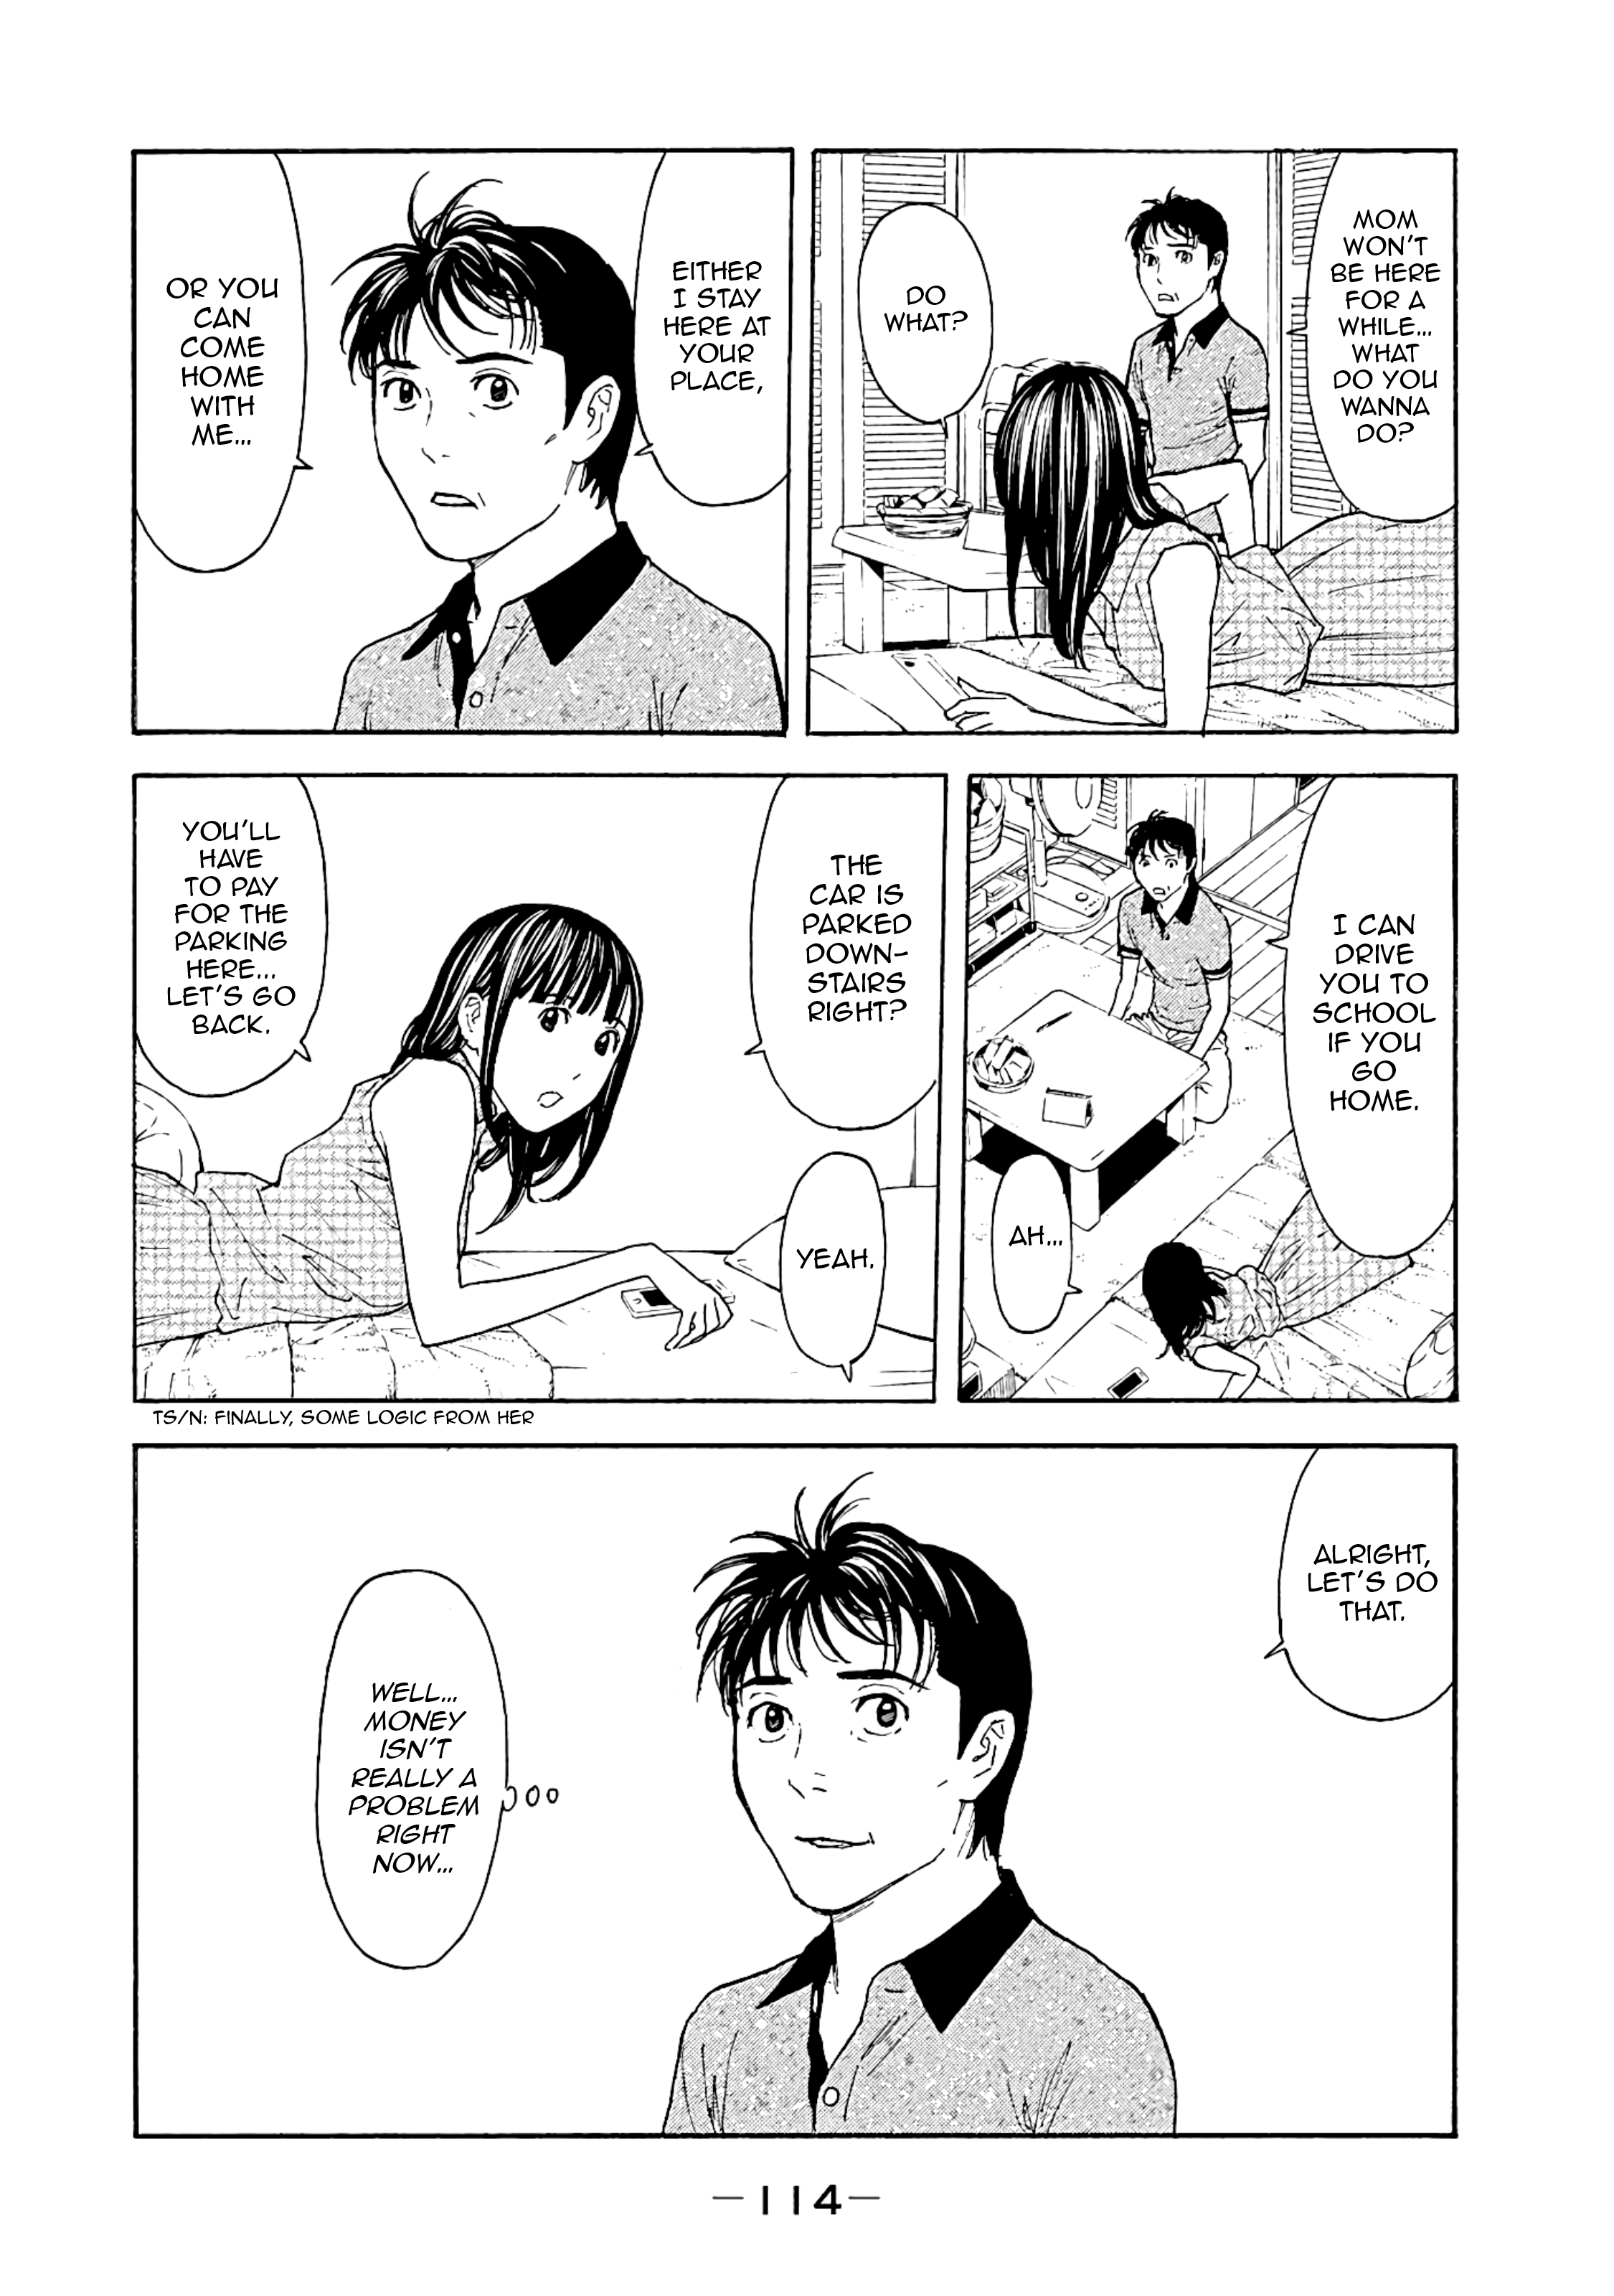 MOM
WON'T
BE HERE
FOR A
WHILE...
WHAT
DO YOU
WANNA
DO?
DO
WHAT?
EITHER
I STAY
HERE AT
YOUR
PLACE,
OR YOU
CAN
COME
HOME
WITH
ME...
I CAN
DRIVE
YOU TO
SCHOOL
IF YOU
GO
HOME.
AH...
THE
CAR IS
PARKED
DOWN-
STAIRS
RIGHT?
YEAH.
YOU'LL
HAVE
TO PAY
FOR THE
PARKING
HERE...
LET'S GO
BACK.
TS/N: FINALLY, SOME LOGIC FROM HER
ALRIGHT,
LET'S DO
THAT.
WELL...
MONEY
ISN'T
REALLY A
PROBLEM
RIGHT
NOW...
—114—